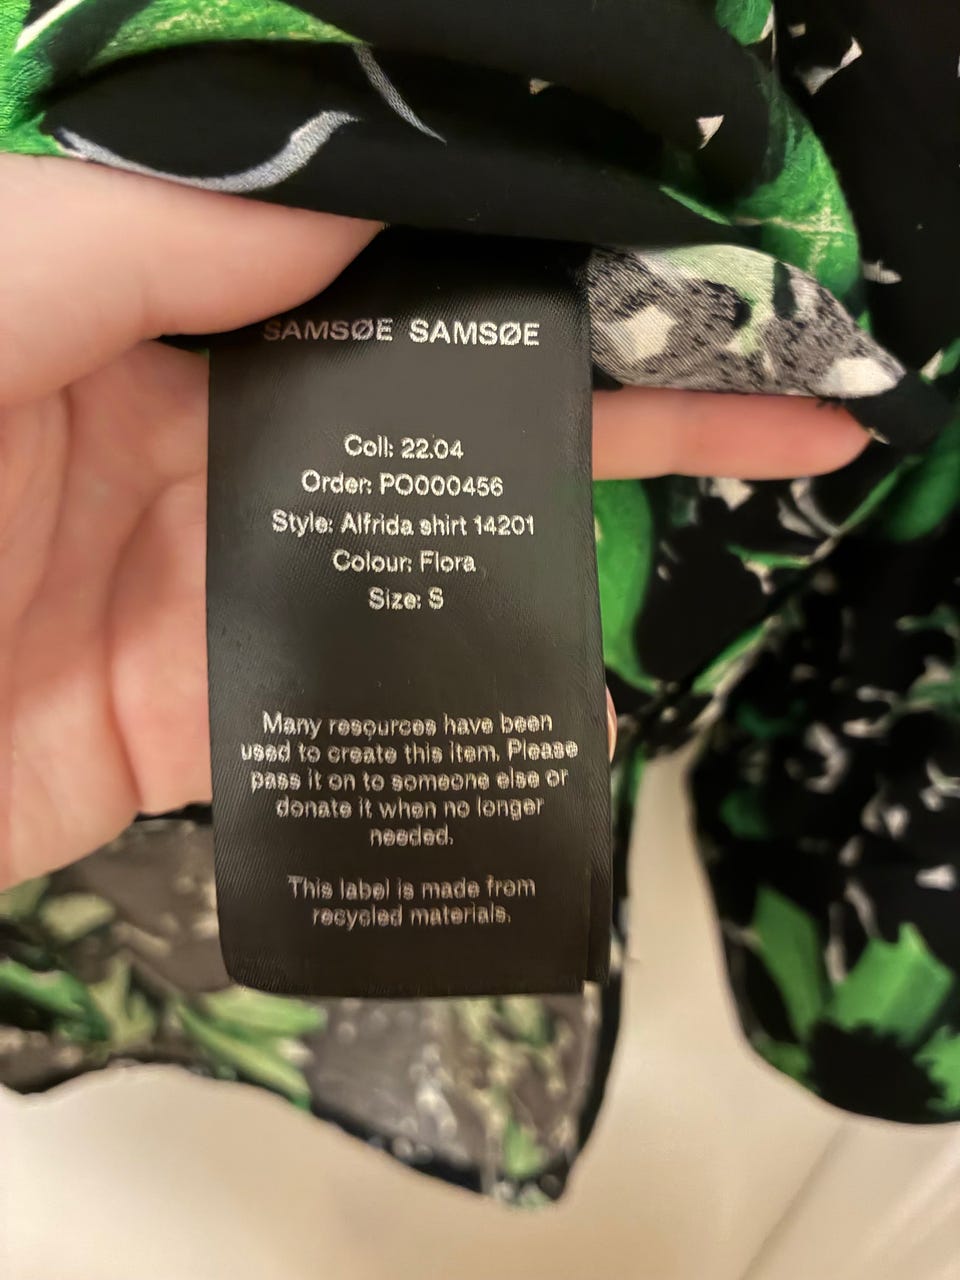 SAMSØE SAMSØE
Coll: 22.04
Order: PO000456
Style: Alfrida shirt 14201
Colour: Flora
Size: S
Many resources have been
used to create this item. Please
pass it on to someone else or
donate it when no longer
needed.
This label is made from
recycled materials.